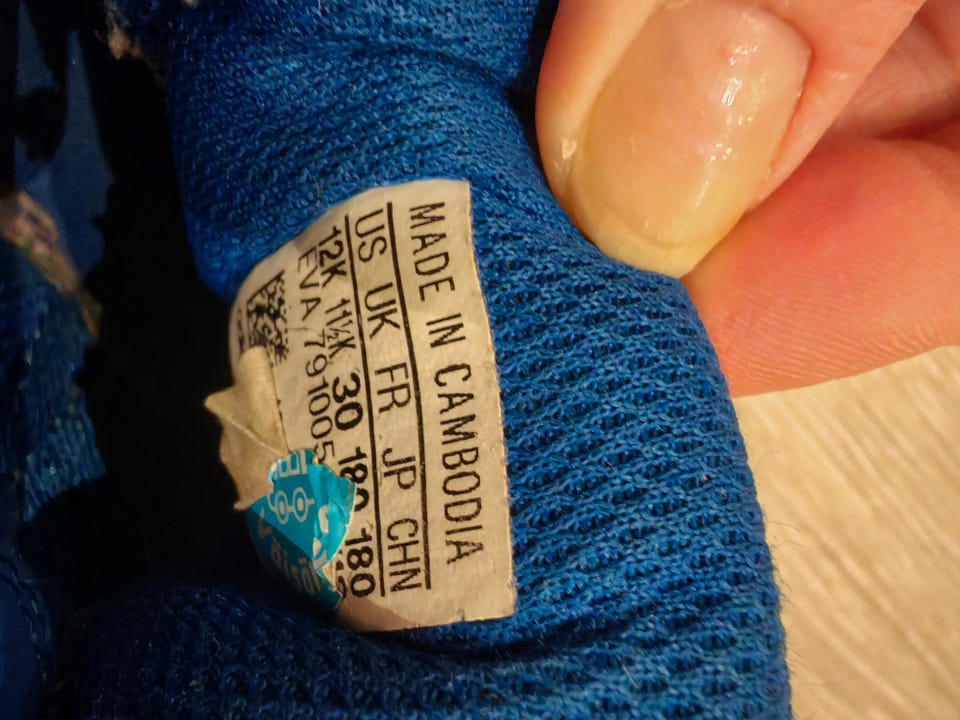 MADE IN CAMBODIA
US UK FR JP CHN
12K 11½K 30 180 180
EVA 791005